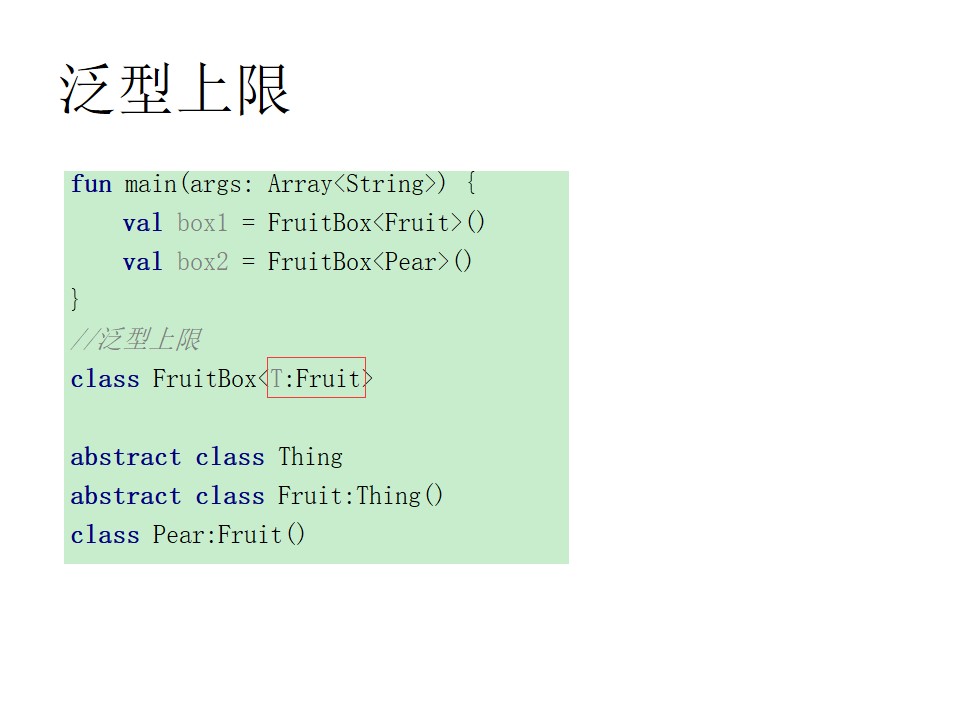 泛型上限
fun main(args: Array<String>) {
    val box1 = FruitBox<Fruit>()
    val box2 = FruitBox<Pear>()
}
//泛型上限
class FruitBox<T:Fruit>
abstract class Thing
abstract class Fruit:Thing()
class Pear:Fruit()